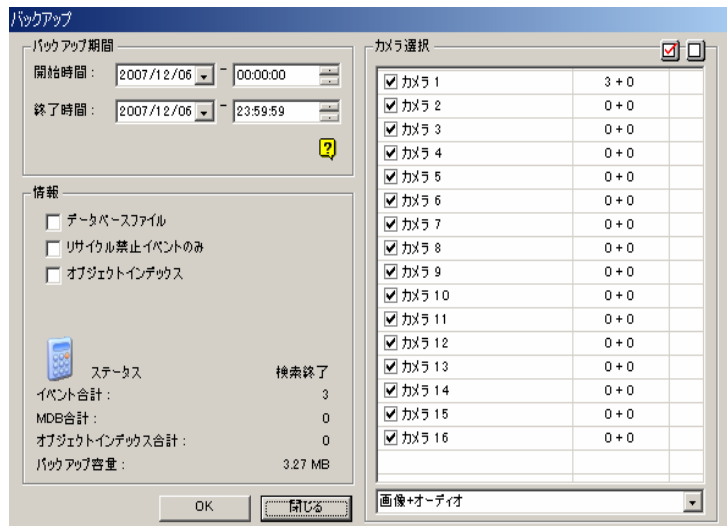 バックアップ
バックアップ期間
開始時間： 2007/12/06 - 00:00:00
終了時間： 2007/12/06 - 23:59:59
情報
データベースファイル
リサイクル禁止イベントのみ
オブジェクトインデックス
ステータス 検索終了
イベント合計： 3
MDB合計： 0
オブジェクトインデックス合計： 0
バックアップ容量： 3.27 MB
OK 閉じる
カメラ選択
カメラ 1 3 + 0
カメラ 2 0 + 0
カメラ 3 0 + 0
カメラ 4 0 + 0
カメラ 5 0 + 0
カメラ 6 0 + 0
カメラ 7 0 + 0
カメラ 8 0 + 0
カメラ 9 0 + 0
カメラ 10 0 + 0
カメラ 11 0 + 0
カメラ 12 0 + 0
カメラ 13 0 + 0
カメラ 14 0 + 0
カメラ 15 0 + 0
カメラ 16 0 + 0
画像+オーディオ